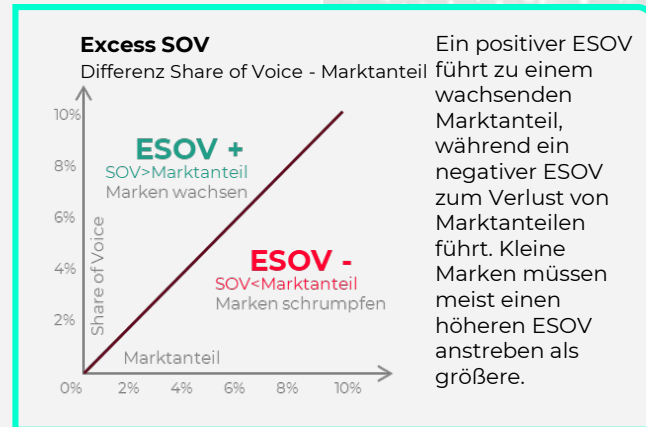 Excess SOV
Differenz Share of Voice - Marktanteil
10%
8%
6%
4%
2%
Share of Voice
ESOV +
SOV>Marktanteil
Marken wachsen
ESOV -
SOV<Marktanteil
Marken schrumpfen
Marktanteil
0%
2%
4%
6%
8%
10%
Ein positiver ESOV
führt zu einem
wachsenden
Marktanteil,
während ein
negativer ESOV
zum Verlust von
Marktanteilen
führt. Kleine
Marken müssen
meist einen
höheren ESOV
anstreben als
größere.